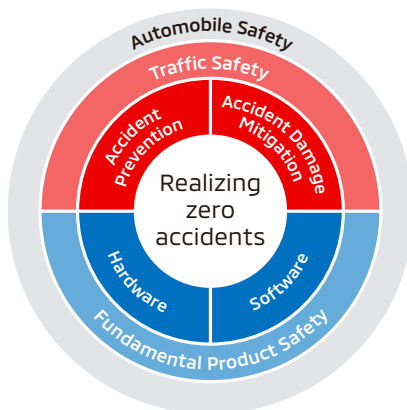 Automobile Safety
Traffic Safety
Accident
Prevention
Accident Damage
Mitigation
Realizing
zero
accidents
Hardware
Software
Fundamental Product Safety